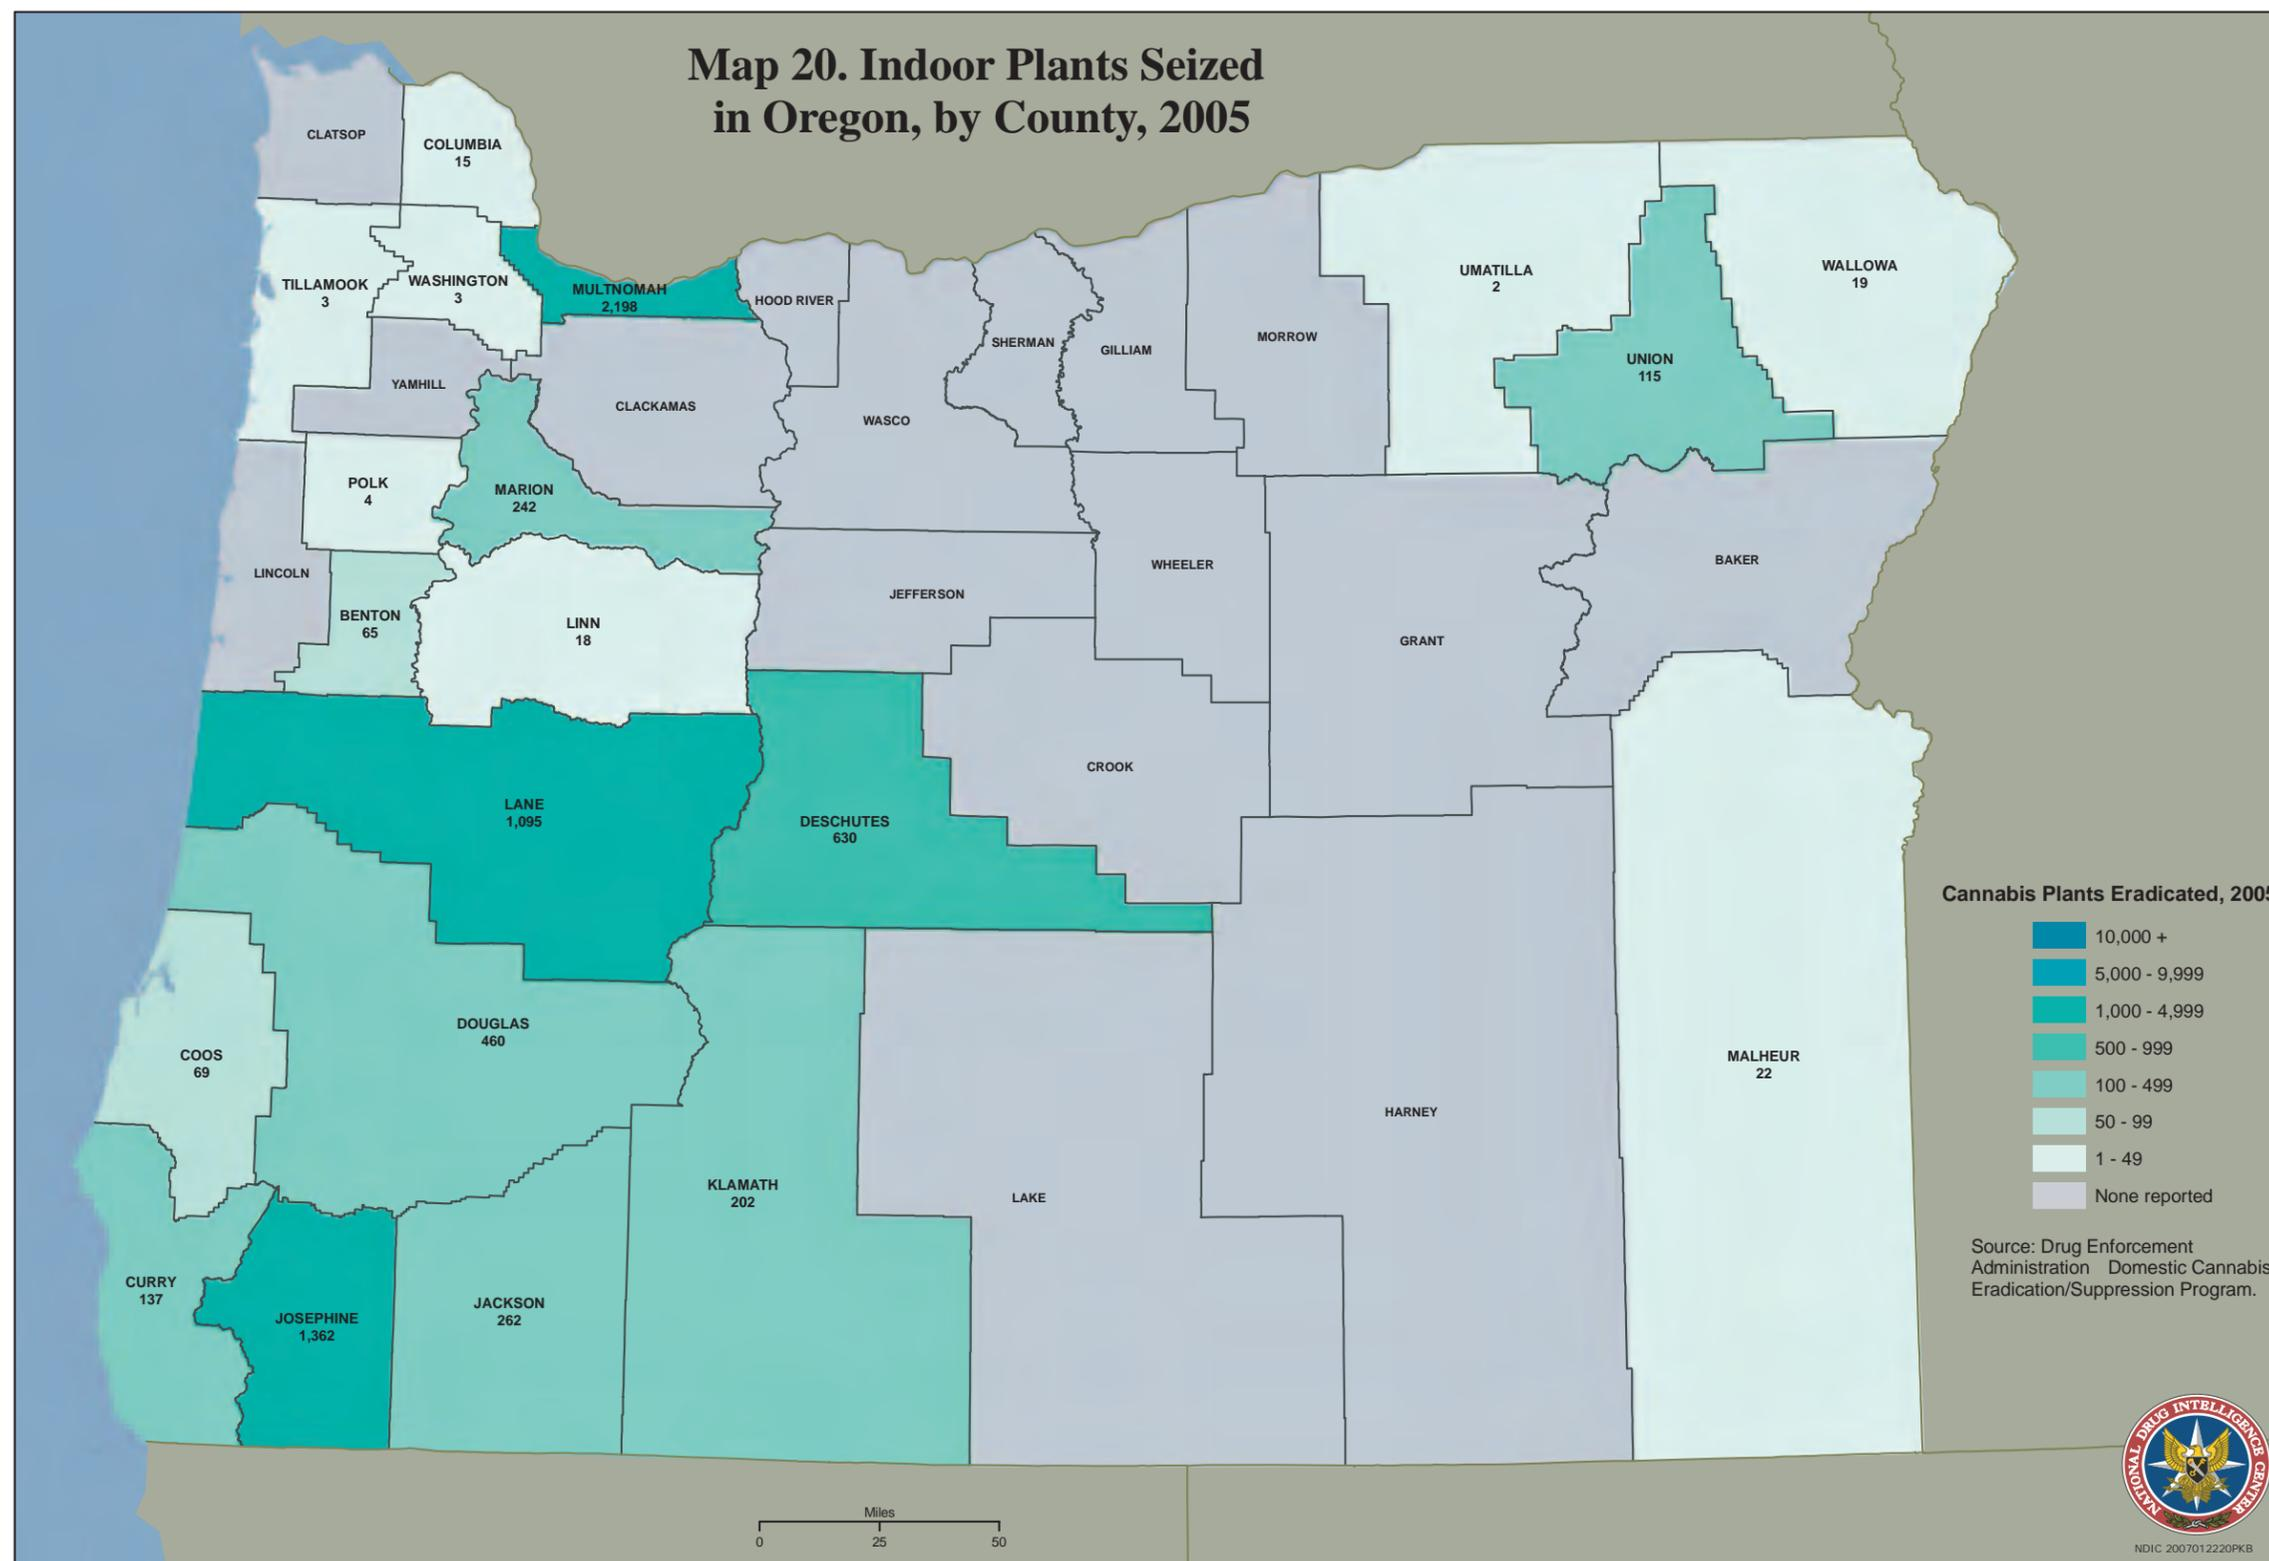 Map 20. Indoor Plants Seized
in Oregon, by County, 2005
CLATSOP
COLUMBIA
15
TILLAMOOK
3
WASHINGTON
3
MULTNOMAH
2,198
HOOD RIVER
SHERMAN
GILLIAM
MORROW
UMATILLA
2
WALLOWA
19
UNION
115
YAMHILL
CLACKAMAS
WASCO
POLK
4
MARION
242
LINCOLN
BENTON
65
LINN
18
JEFFERSON
WHEELER
GRANT
BAKER
LANE
1,095
DESCHUTES
630
CROOK
DOUGLAS
460
COOS
69
KLAMATH
202
LAKE
HARNEY
MALHEUR
22
CURRY
137
JOSEPHINE
1,362
JACKSON
262
Cannabis Plants Eradicated, 2005
10,000 +
5,000 - 9,999
1,000 - 4,999
500 - 999
100 - 499
50 - 99
1 - 49
None reported
Source: Drug Enforcement
Administration Domestic Cannabis
Eradication/Suppression Program.
Miles
0 25 50
NATIONAL DRUG INTELLIGENCE CENTER
NDIC 2007012220PKB